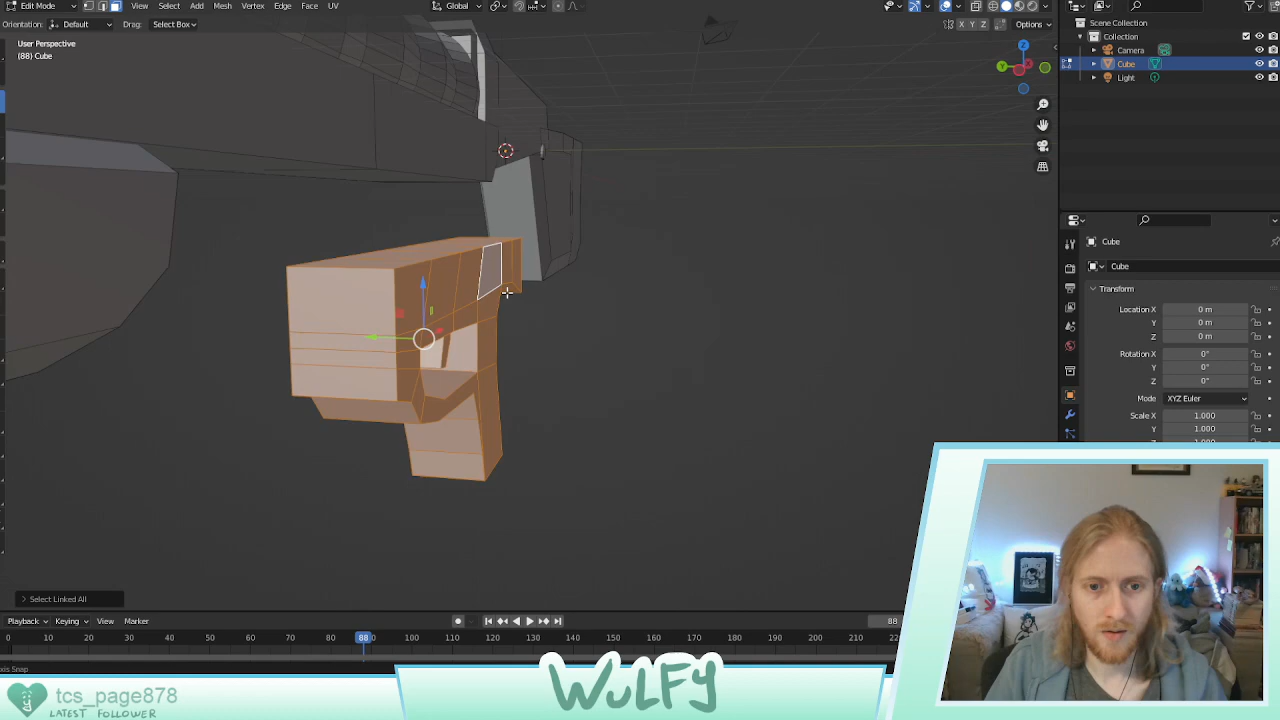 Edit Mode View Select Add Mesh Vertex Edge Face UV Global
Orientation: Default Drag: Select Box X Y Z Options
User Perspective
(88) Cube
Z
Y
X
Scene Collection
Collection
Camera
Cube
Light
Cube
Cube
Transform
Location X 0 m
Y 0 m
Z 0 m
Rotation X 0°
Y 0°
Z 0°
Mode XYZ Euler
Scale X 1.000
Y 1.000
Select Linked All
Playback Keying View Marker 88
0 10 20 30 40 50 60 70 80 88 100 110 120 130 140 150 160 170 180 190 200 210 220
tcs_page878
LATEST FOLLOWER
WULFY